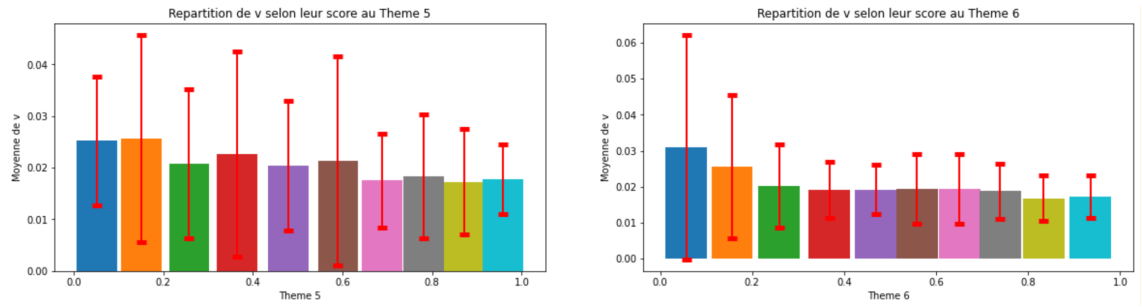 Repartition de v selon leur score au Theme 5
Moyenne de v
0.04
0.03
0.02
0.01
0.00
0.0 0.2 0.4 0.6 0.8 1.0
Theme 5
Repartition de v selon leur score au Theme 6
Moyenne de v
0.06
0.05
0.04
0.03
0.02
0.01
0.00
0.0 0.2 0.4 0.6 0.8 1.0
Theme 6